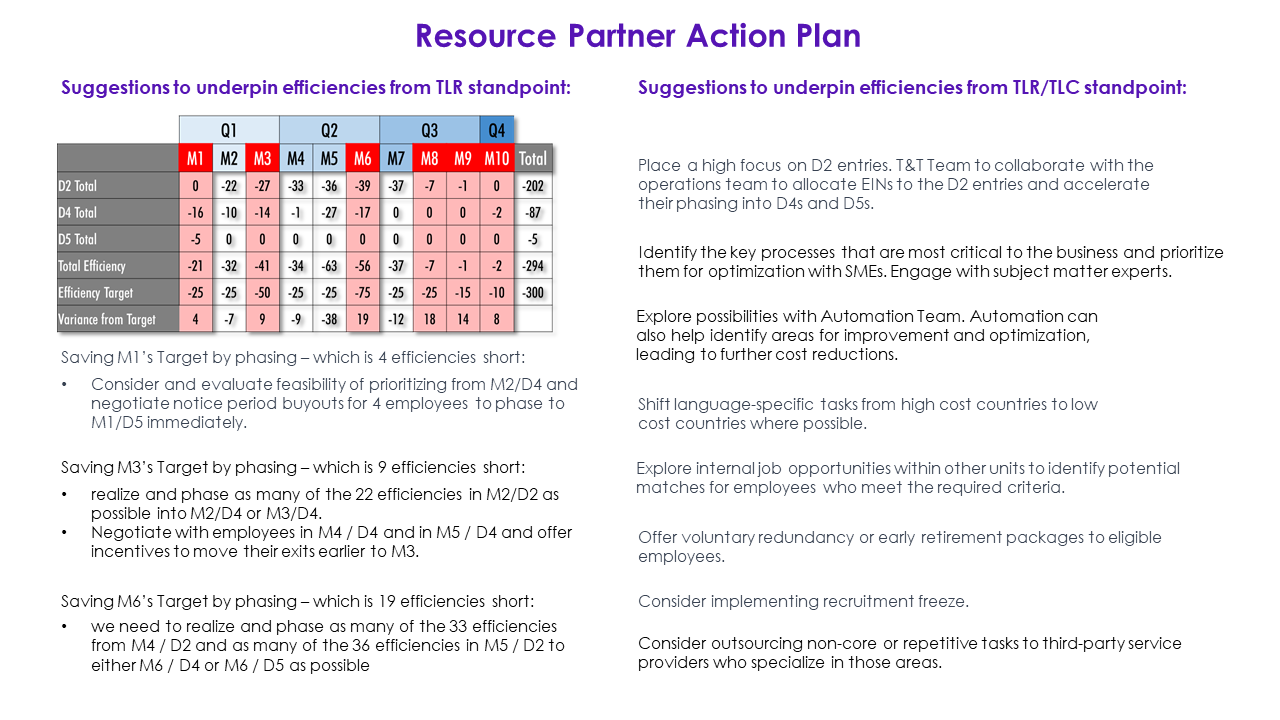 Resource Partner Action Plan
Suggestions to underpin efficiencies from TLR standpoint:
Q1 Q2 Q3 Q4
M1 M2 M3 M4 M5 M6 M7 M8 M9 M10 Total
D2 Total 0 -22 -27 -33 -36 -39 -37 -7 -1 0 -202
D4 Total -16 -10 -14 -1 -27 -17 0 0 0 -2 -87
D5 Total -5 0 0 0 0 0 0 0 0 0 -5
Total Efficiency -21 -32 -41 -34 -63 -56 -37 -7 -1 -2 -294
Efficiency Target -25 -25 -50 -25 -25 -75 -25 -25 -15 -10 -300
Variance from Target 4 -7 9 -9 -38 19 -12 18 14 8
Saving M1's Target by phasing – which is 4 efficiencies short:
• Consider and evaluate feasibility of prioritizing from M2/D4 and
negotiate notice period buyouts for 4 employees to phase to
M1/D5 immediately.
Saving M3's Target by phasing – which is 9 efficiencies short:
• realize and phase as many of the 22 efficiencies in M2/D2 as
possible into M2/D4 or M3/D4.
• Negotiate with employees in M4 / D4 and in M5 / D4 and offer
incentives to move their exits earlier to M3.
Saving M6's Target by phasing – which is 19 efficiencies short:
• we need to realize and phase as many of the 33 efficiencies
from M4 / D2 and as many of the 36 efficiencies in M5 / D2 to
either M6 / D4 or M6 / D5 as possible
Suggestions to underpin efficiencies from TLR/TLC standpoint:
Place a high focus on D2 entries. T&T Team to collaborate with the
operations team to allocate EINs to the D2 entries and accelerate
their phasing into D4s and D5s.
Identify the key processes that are most critical to the business and prioritize
them for optimization with SMEs. Engage with subject matter experts.
Explore possibilities with Automation Team. Automation can
also help identify areas for improvement and optimization,
leading to further cost reductions.
Shift language-specific tasks from high cost countries to low
cost countries where possible.
Explore internal job opportunities within other units to identify potential
matches for employees who meet the required criteria.
Offer voluntary redundancy or early retirement packages to eligible
employees.
Consider implementing recruitment freeze.
Consider outsourcing non-core or repetitive tasks to third-party service
providers who specialize in those areas.